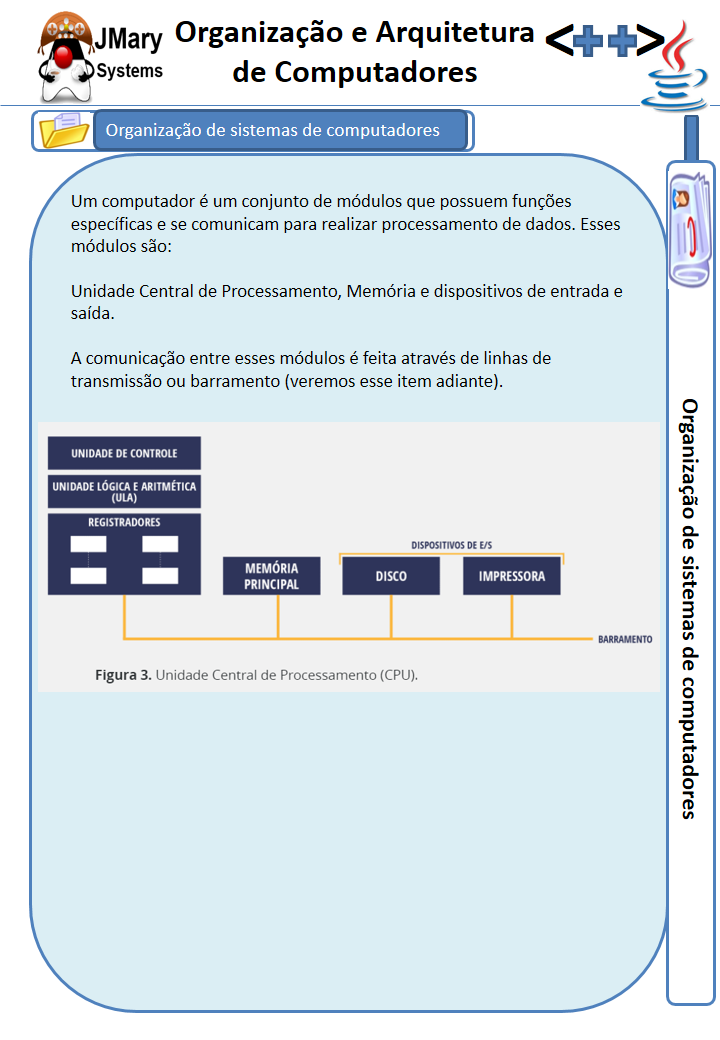 JMary
Systems
Organização e Arquitetura
de Computadores
<++>
Organização de sistemas de computadores
Um computador é um conjunto de módulos que possuem funções
específicas e se comunicam para realizar processamento de dados. Esses
módulos são:
Unidade Central de Processamento, Memória e dispositivos de entrada e
saída.
A comunicação entre esses módulos é feita através de linhas de
transmissão ou barramento (veremos esse item adiante).
UNIDADE DE CONTROLE
UNIDADE LÓGICA E ARITMÉTICA
(ULA)
REGISTRADORES
MEMÓRIA
PRINCIPAL
DISPOSITIVOS DE E/S
DISCO
IMPRESSORA
BARRAMENTO
Figura 3. Unidade Central de Processamento (CPU).
Organização de sistemas de computadores